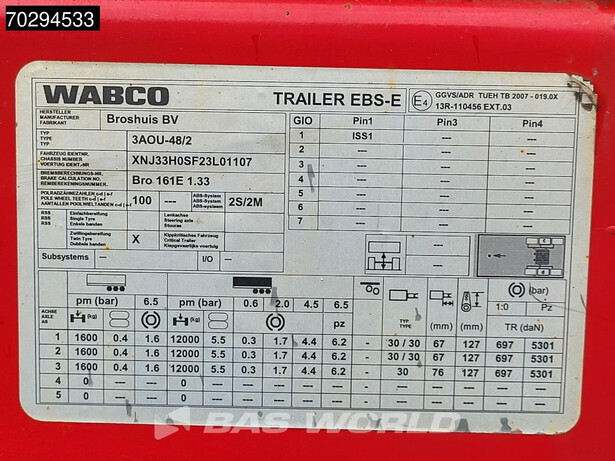 70294533
WABCO
TRAILER EBS-E
E4
GGVS/ADR TUEH TB 2007 - 019.0X
13R-110456 EXT.03
HERSTELLER
MANUFACTURER
FABRIKANT
Broshuis BV
TYP
TYPE
TYPE
3AOU-48/2
FAHRZEUG IDENT.-NR
CHASSIS NUMBER
VOERTUIG IDENT.-NR
XNJ33H0SF23L01107
BREMSBERECHNUNGS-NR.
BRAKE CALCULATION NO.
REMBEREKENINGSNUMMER.
Bro 161E 1.33
POLRADZÄHNEZAHLEN c-d | e-f
POLE WHEEL TEETH c-d | e-f
AANTALLEN POOLWIELTANDEN c-d | e-f
100 ---
ABS-System
ABS-system
ABS-systeem
2S/2M
RSS
RSS
RSS
Einfachbereifung
Single Tyre
Enkele banden
Lenkachse
Steering axle
Stuuras
RSS
RSS
RSS
Zwillingsbereifung
Twin Tyre
Dubbele banden
X
Kippkritisches Fahrzeug
Critical Trailer
Kiepgevoelige voertuig
Subsystems – I/O –
GIO Pin1 Pin3 Pin4
1 ISS1 --- ---
2 --- --- ---
3 --- --- ---
4 --- --- ---
5 --- --- ---
6 --- --- ---
7 --- --- ---
pm (bar) 6.5 pm (bar) 0.6 2.0 4.5 6.5
(bar)
ACHSE
AXLE
AS
(kg) (kg) pz TYP
TYPE (mm) (mm) 1:0 Pz
TR (daN)
1 1600 0.4 1.6 12000 5.5 0.3 1.7 4.4 6.2 - 30 / 30 67 127 697 5301
2 1600 0.4 1.6 12000 5.5 0.3 1.7 4.4 6.2 - 30 / 30 67 127 697 5301
3 1600 0.4 1.6 12000 5.5 0.3 1.7 4.4 6.2 - 30 76 127 697 5301
4 0 --- --- 0 --- --- --- --- --- - --- --- --- --- ---
5 0 --- --- 0 --- --- --- --- --- - --- --- --- --- ---
BAS WORLD